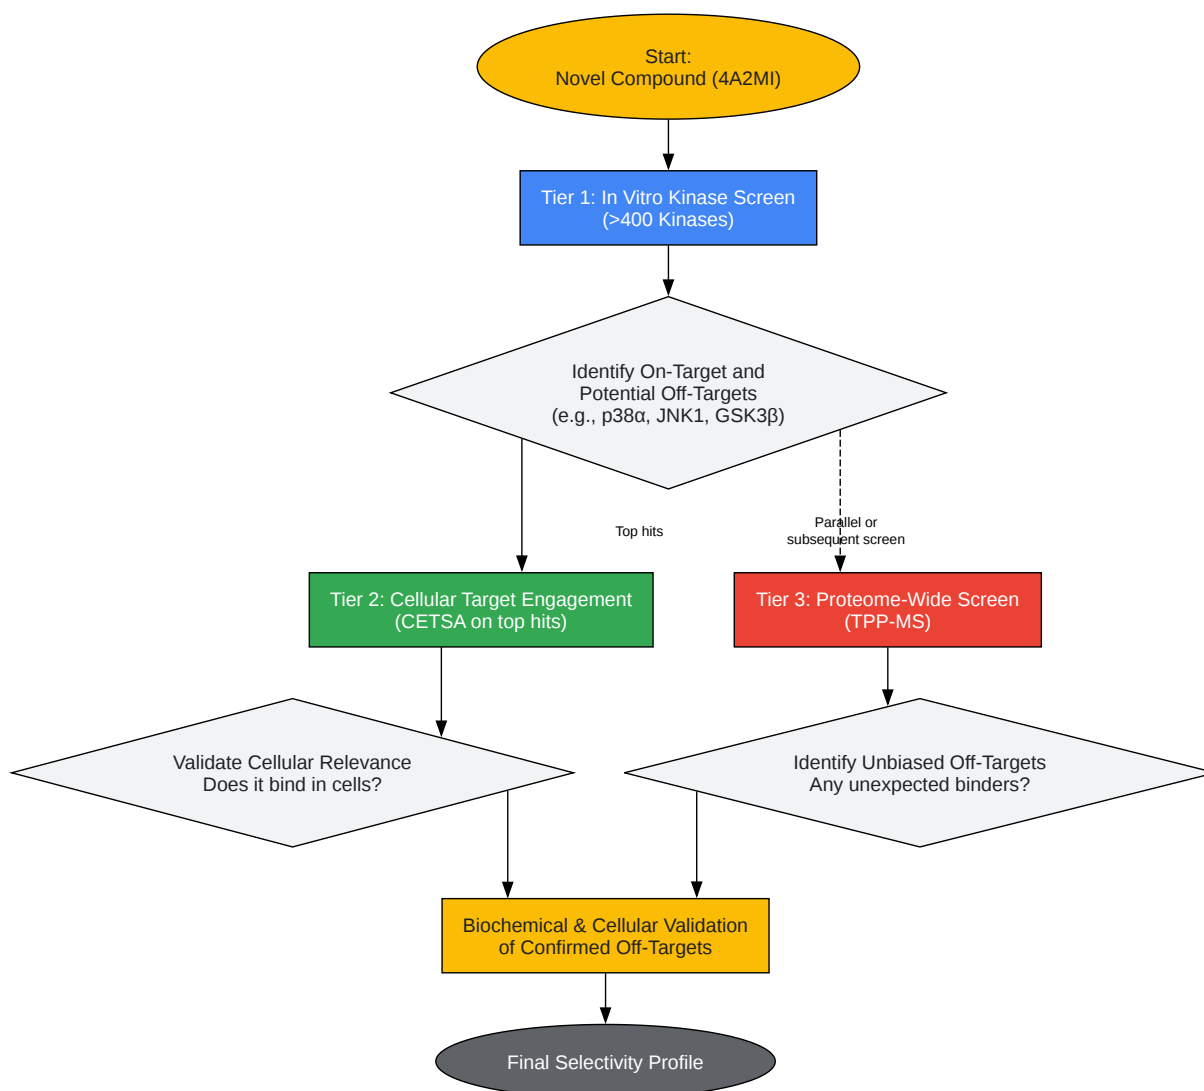 Start:
Novel Compound (4A2MI)
Tier 1: In Vitro Kinase Screen
(>400 Kinases)
Identify On-Target and
Potential Off-Targets
(e.g., p38α, JNK1, GSK3β)
Top hits
Parallel or
subsequent screen
Tier 2: Cellular Target Engagement
(CETSA on top hits)
Tier 3: Proteome-Wide Screen
(TPP-MS)
Validate Cellular Relevance
Does it bind in cells?
Identify Unbiased Off-Targets
Any unexpected binders?
Biochemical & Cellular Validation
of Confirmed Off-Targets
Final Selectivity Profile